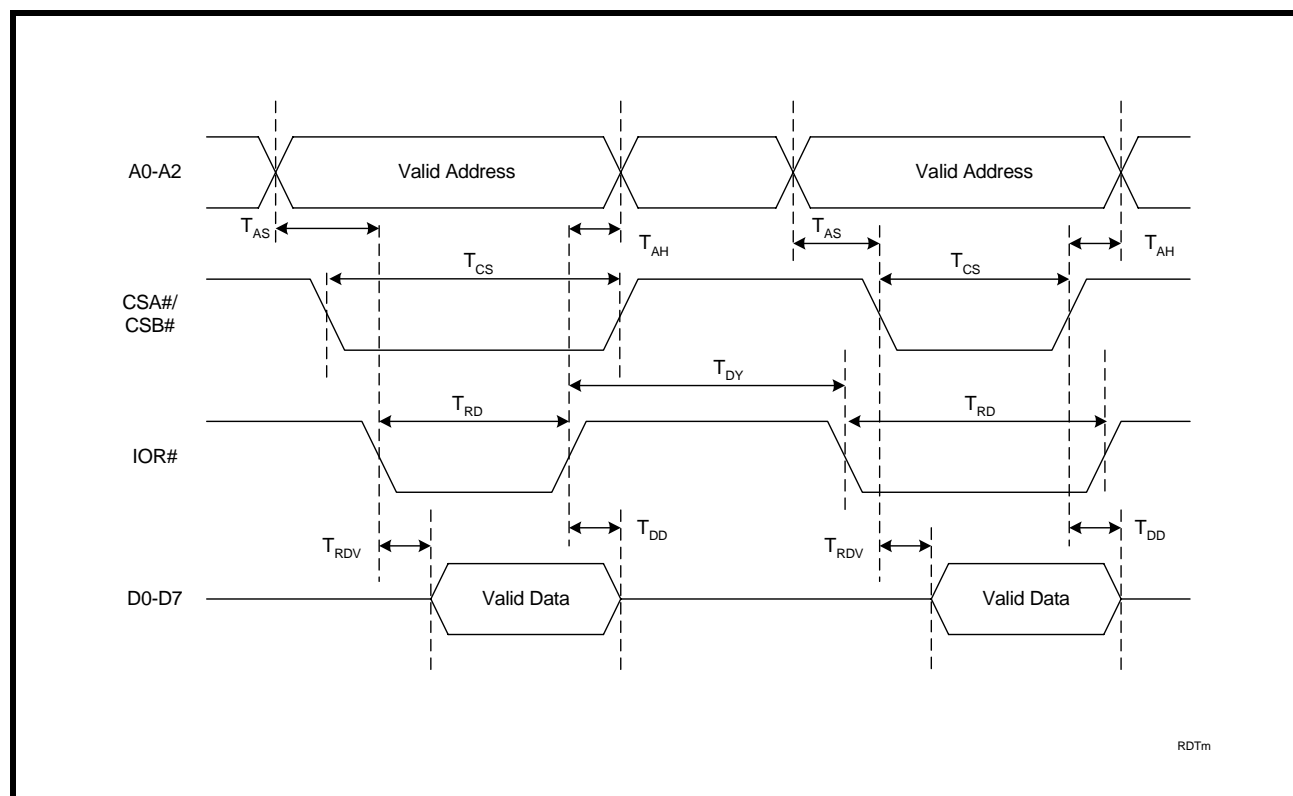 A0-A2
Valid Address
Valid Address
TAS
TAH
TAS
TAH
TCS
TCS
CSA#/
CSB#
TDY
TRD
TRD
IOR#
TRDV
TDD
TRDV
TDD
D0-D7
Valid Data
Valid Data
RDTm